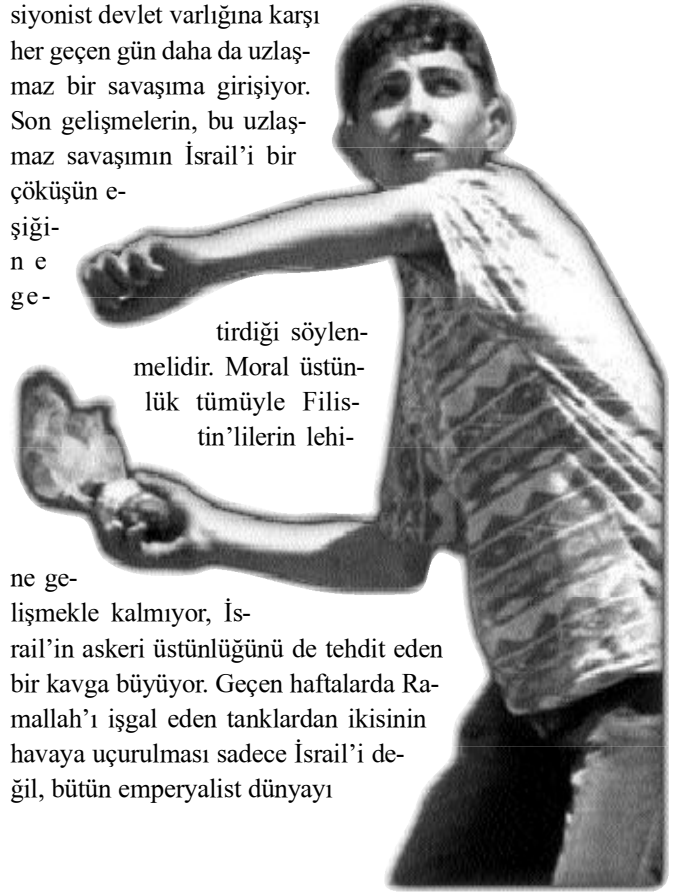 siyonist devlet varlığına karşı
her geçen gün daha da uzlaş-
maz bir savaşıma girişiyor.
Son gelişmelerin, bu uzlaş-
maz savaşımın İsrail’i bir
çöküşün e-
şiği-
n e
ge-
tirdiği söylen-
melidir. Moral üstün-
lük tümüyle Filis-
tin’lilerin lehi-
ne ge-
lişmekle kalmıyor, İs-
rail’in askeri üstünlüğünü de tehdit eden
bir kavga büyüyor. Geçen haftalarda Ra-
mallah’ı işgal eden tanklardan ikisinin
havaya uçurulması sadece İsrail’i de-
ğil, bütün emperyalist dünyayı